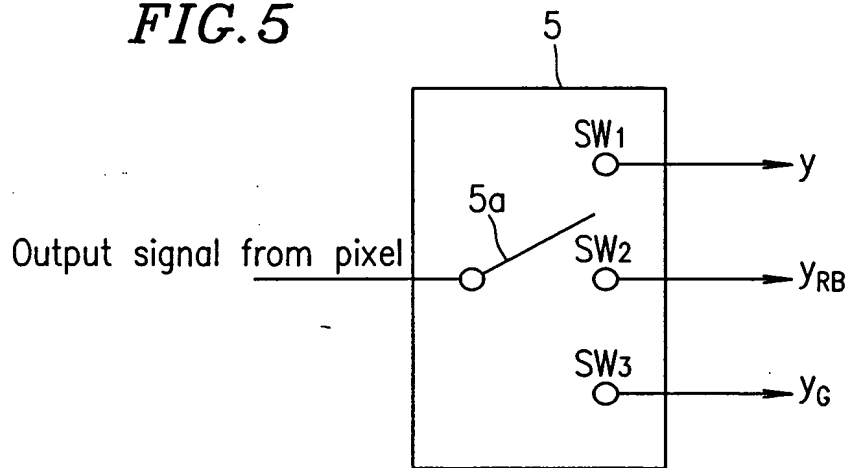 FIG.5
5
SW1
y
5a
Output signal from pixel
SW2
yRB
SW3
yG